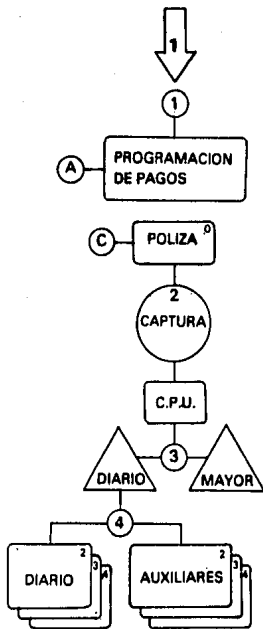 1
1
A
PROGRAMACION
DE PAGOS
C
POLIZA 0
2
CAPTURA
C.P.U.
DIARIO
3
MAYOR
4
DIARIO 2
3
4
AUXILIARES 2
3
4